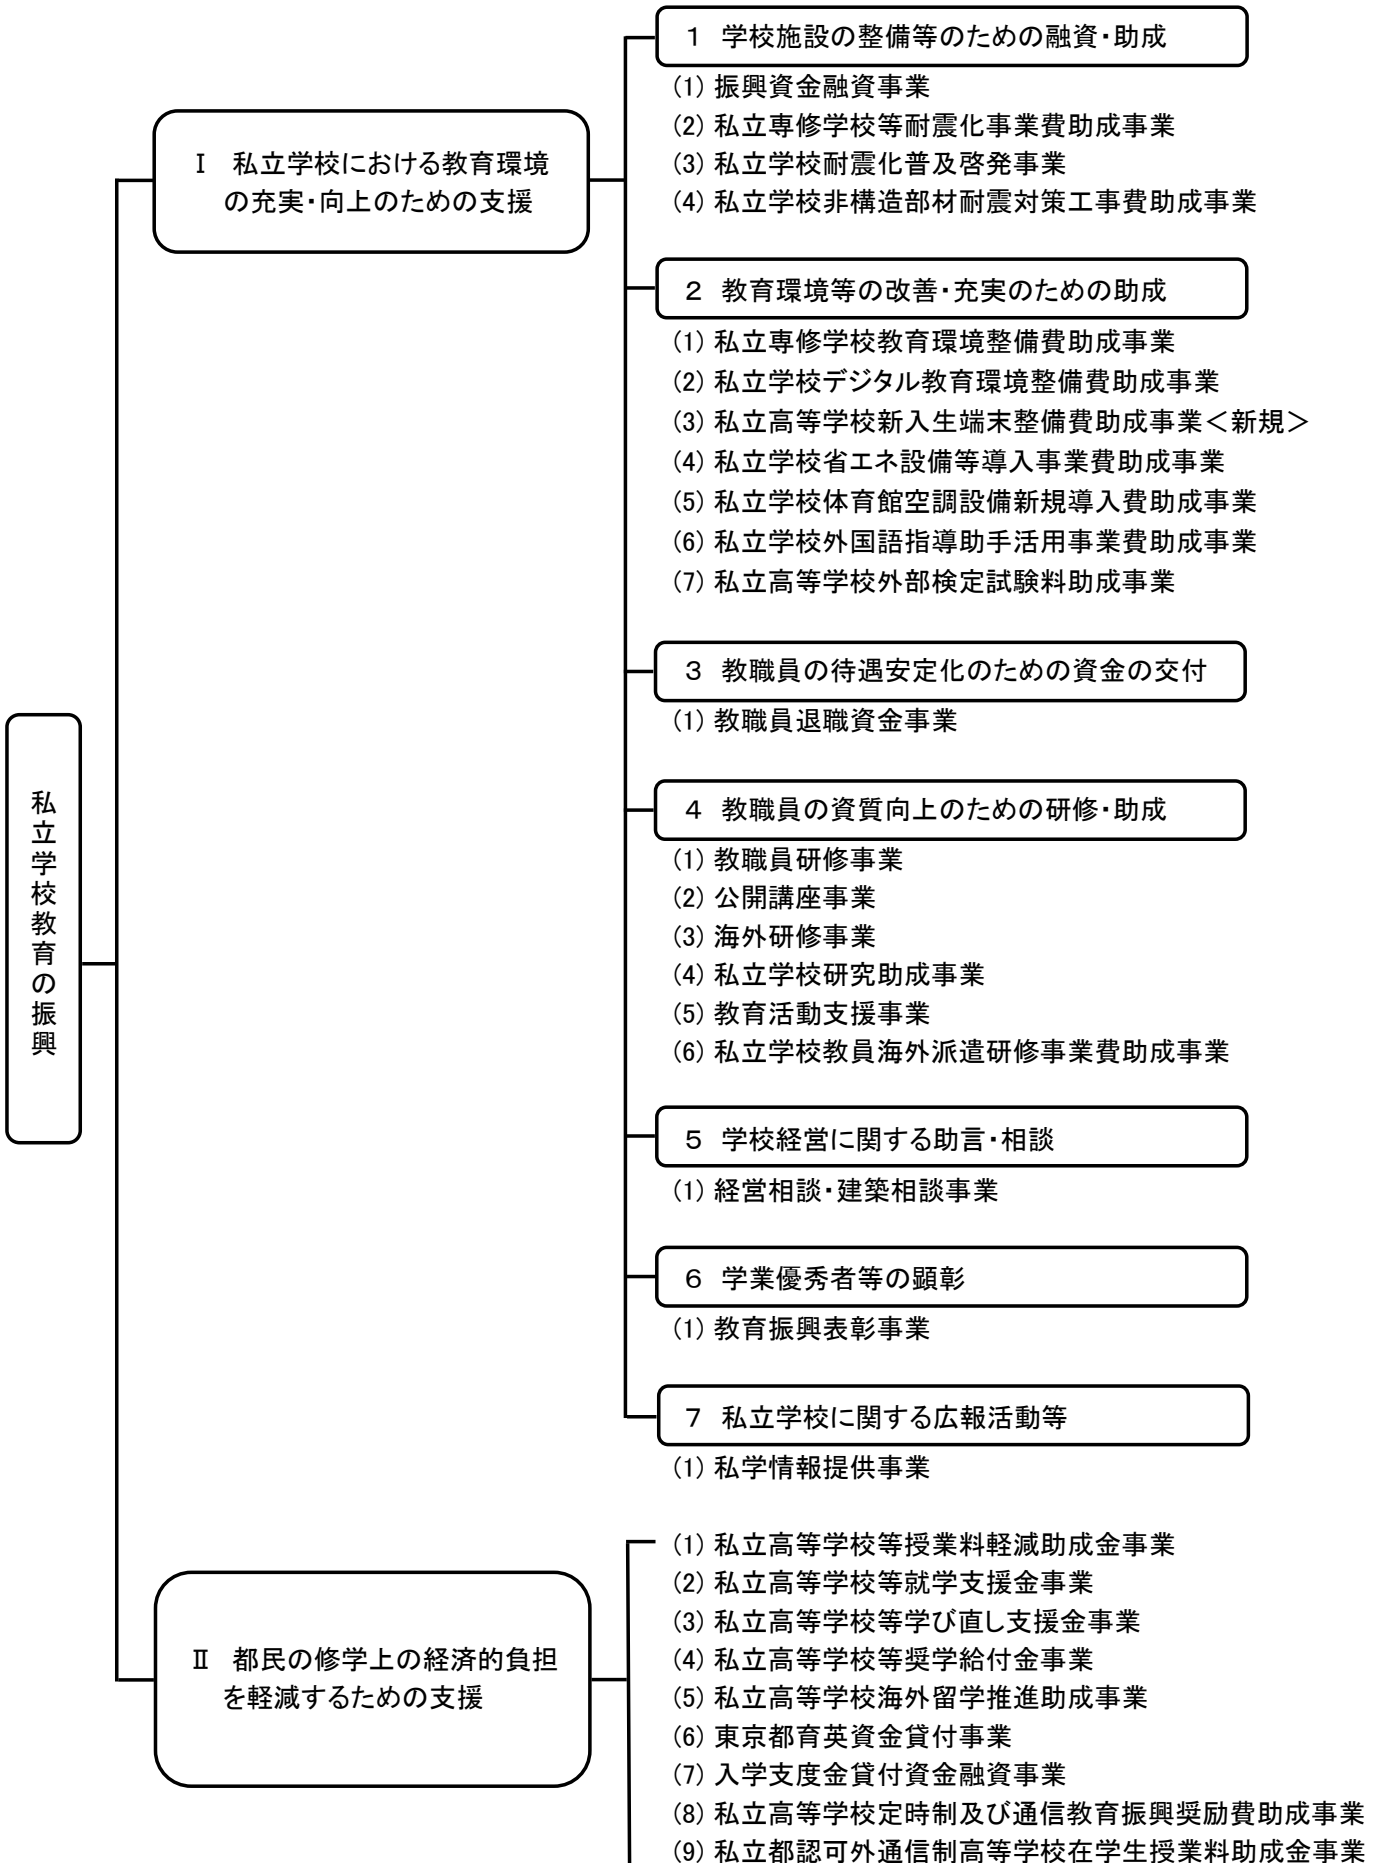 私立学校教育の振興
Ⅰ 私立学校における教育環境
の充実・向上のための支援
1 学校施設の整備等のための融資・助成
(1) 振興資金融資事業
(2) 私立専修学校等耐震化事業費助成事業
(3) 私立学校耐震化普及啓発事業
(4) 私立学校非構造部材耐震対策工事費助成事業
2 教育環境等の改善・充実のための助成
(1) 私立専修学校教育環境整備費助成事業
(2) 私立学校デジタル教育環境整備費助成事業
(3) 私立高等学校新入生端末整備費助成事業＜新規＞
(4) 私立学校省エネ設備等導入事業費助成事業
(5) 私立学校体育館空調設備新規導入費助成事業
(6) 私立学校外国語指導助手活用事業費助成事業
(7) 私立高等学校外部検定試験料助成事業
3 教職員の待遇安定化のための資金の交付
(1) 教職員退職資金事業
4 教職員の資質向上のための研修・助成
(1) 教職員研修事業
(2) 公開講座事業
(3) 海外研修事業
(4) 私立学校研究助成事業
(5) 教育活動支援事業
(6) 私立学校教員海外派遣研修事業費助成事業
5 学校経営に関する助言・相談
(1) 経営相談・建築相談事業
6 学業優秀者等の顕彰
(1) 教育振興表彰事業
7 私立学校に関する広報活動等
(1) 私学情報提供事業
Ⅱ 都民の修学上の経済的負担
を軽減するための支援
(1) 私立高等学校等授業料軽減助成金事業
(2) 私立高等学校等就学支援金事業
(3) 私立高等学校等学び直し支援金事業
(4) 私立高等学校等奨学給付金事業
(5) 私立高等学校海外留学推進助成事業
(6) 東京都育英資金貸付事業
(7) 入学支度金貸付資金融資事業
(8) 私立高等学校定時制及び通信教育振興奨励費助成事業
(9) 私立都認可外通信制高等学校在学生授業料助成金事業